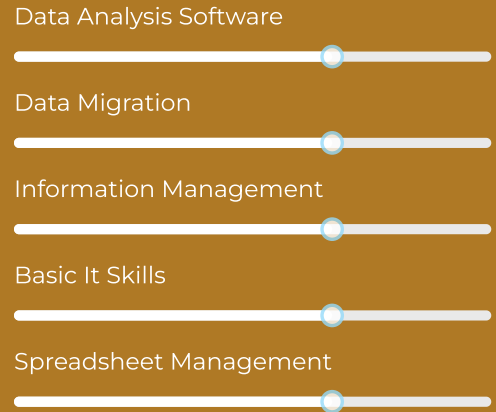 Data Analysis Software
Data Migration
Information Management
Basic It Skills
Spreadsheet Management